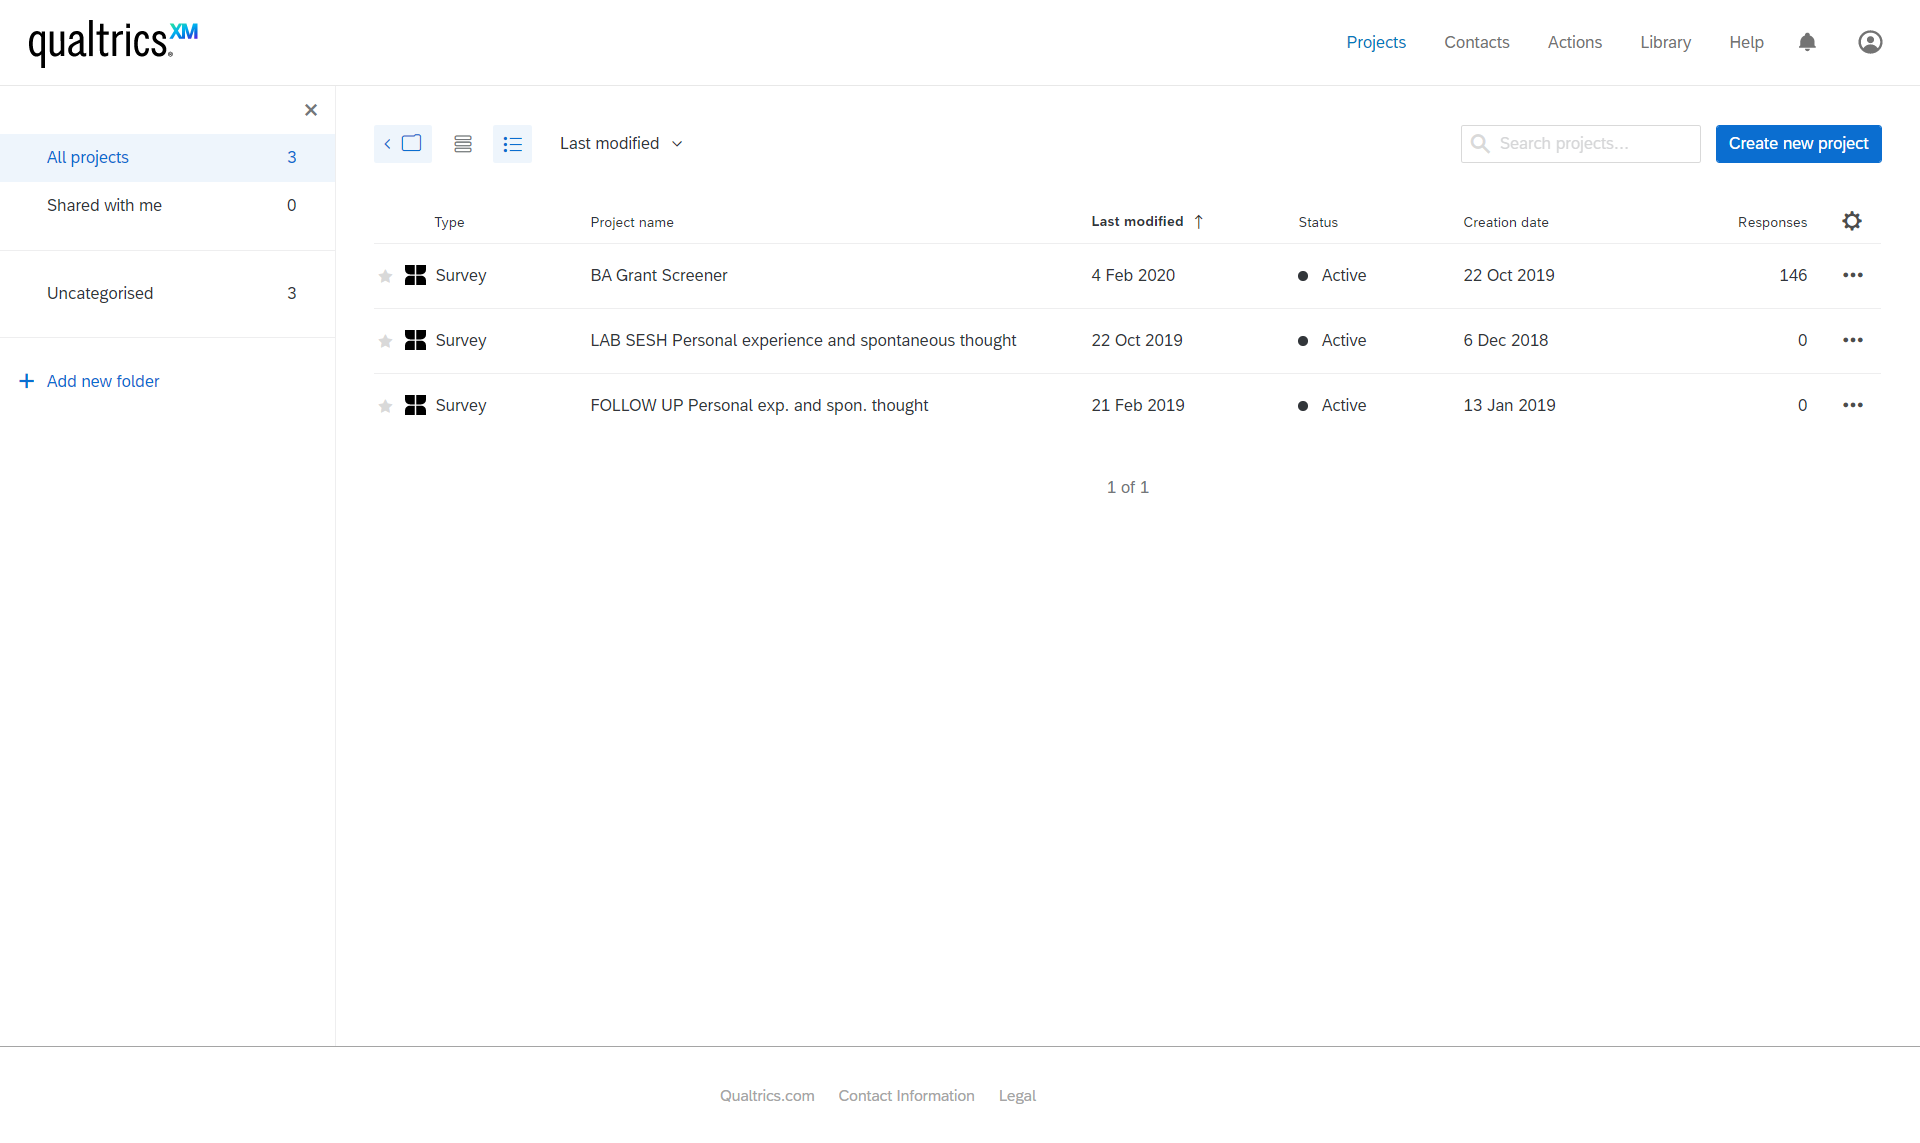 qualtrics.XM
Projects Contacts Actions Library Help
All projects 3
Shared with me 0
Uncategorised 3
Add new folder
Last modified
Search projects...
Create new project
Type Project name Last modified Status Creation date Responses
Survey BA Grant Screener 4 Feb 2020 Active 22 Oct 2019 146
Survey LAB SESH Personal experience and spontaneous thought 22 Oct 2019 Active 6 Dec 2018 0
Survey FOLLOW UP Personal exp. and spon. thought 21 Feb 2019 Active 13 Jan 2019 0
1 of 1
Qualtrics.com Contact Information Legal